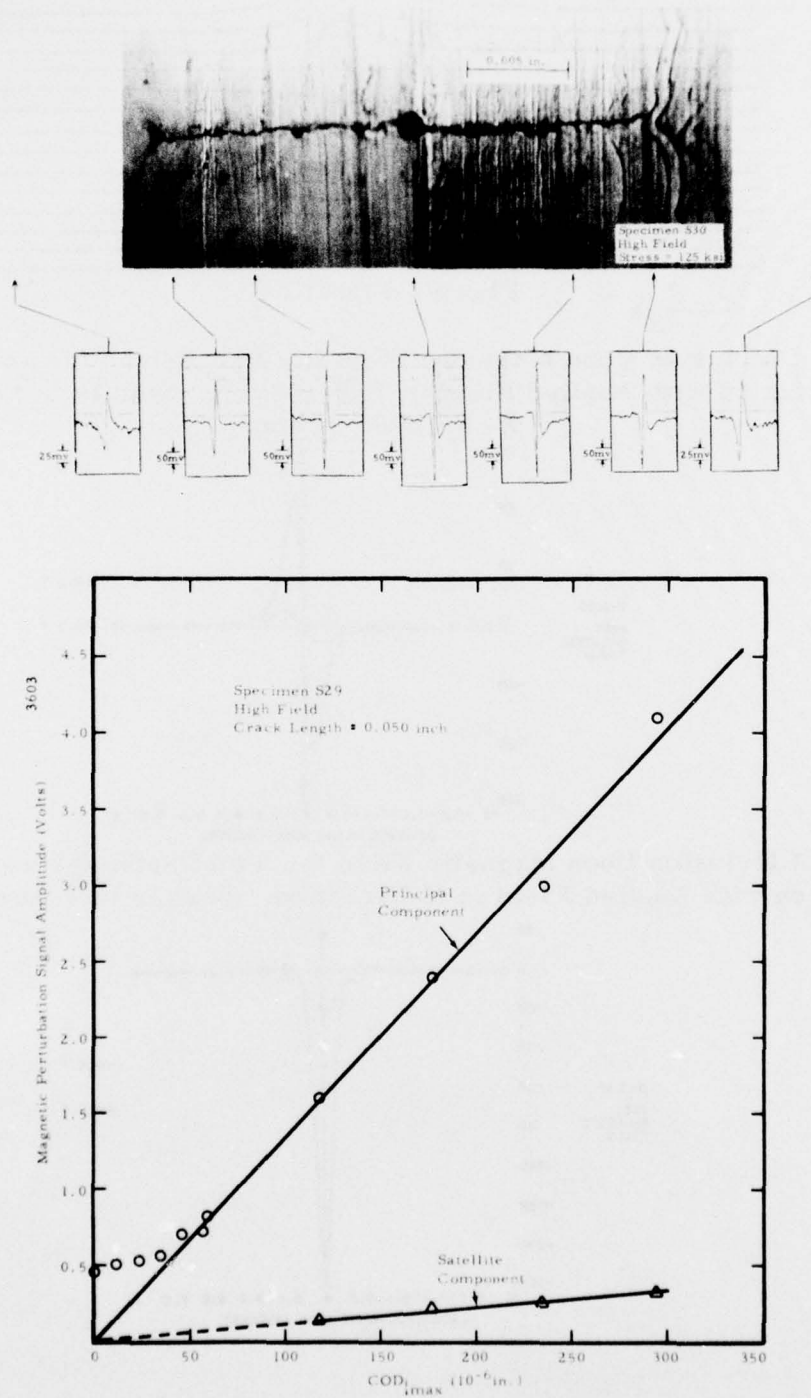 0.005 in.
Specimen S30
High Field
Stress = 125 ksi
25mv
50mv
50mv
50mv
50mv
50mv
25mv
3603
Magnetic Perturbation Signal Amplitude (Volts)
4.5
4.0
3.5
3.0
2.5
2.0
1.5
1.0
0.5
Specimen S29
High Field
Crack Length = 0.050 inch
Principal
Component
Satellite
Component
0
50
100
150
200
250
300
350
COD max (10-6 in.)